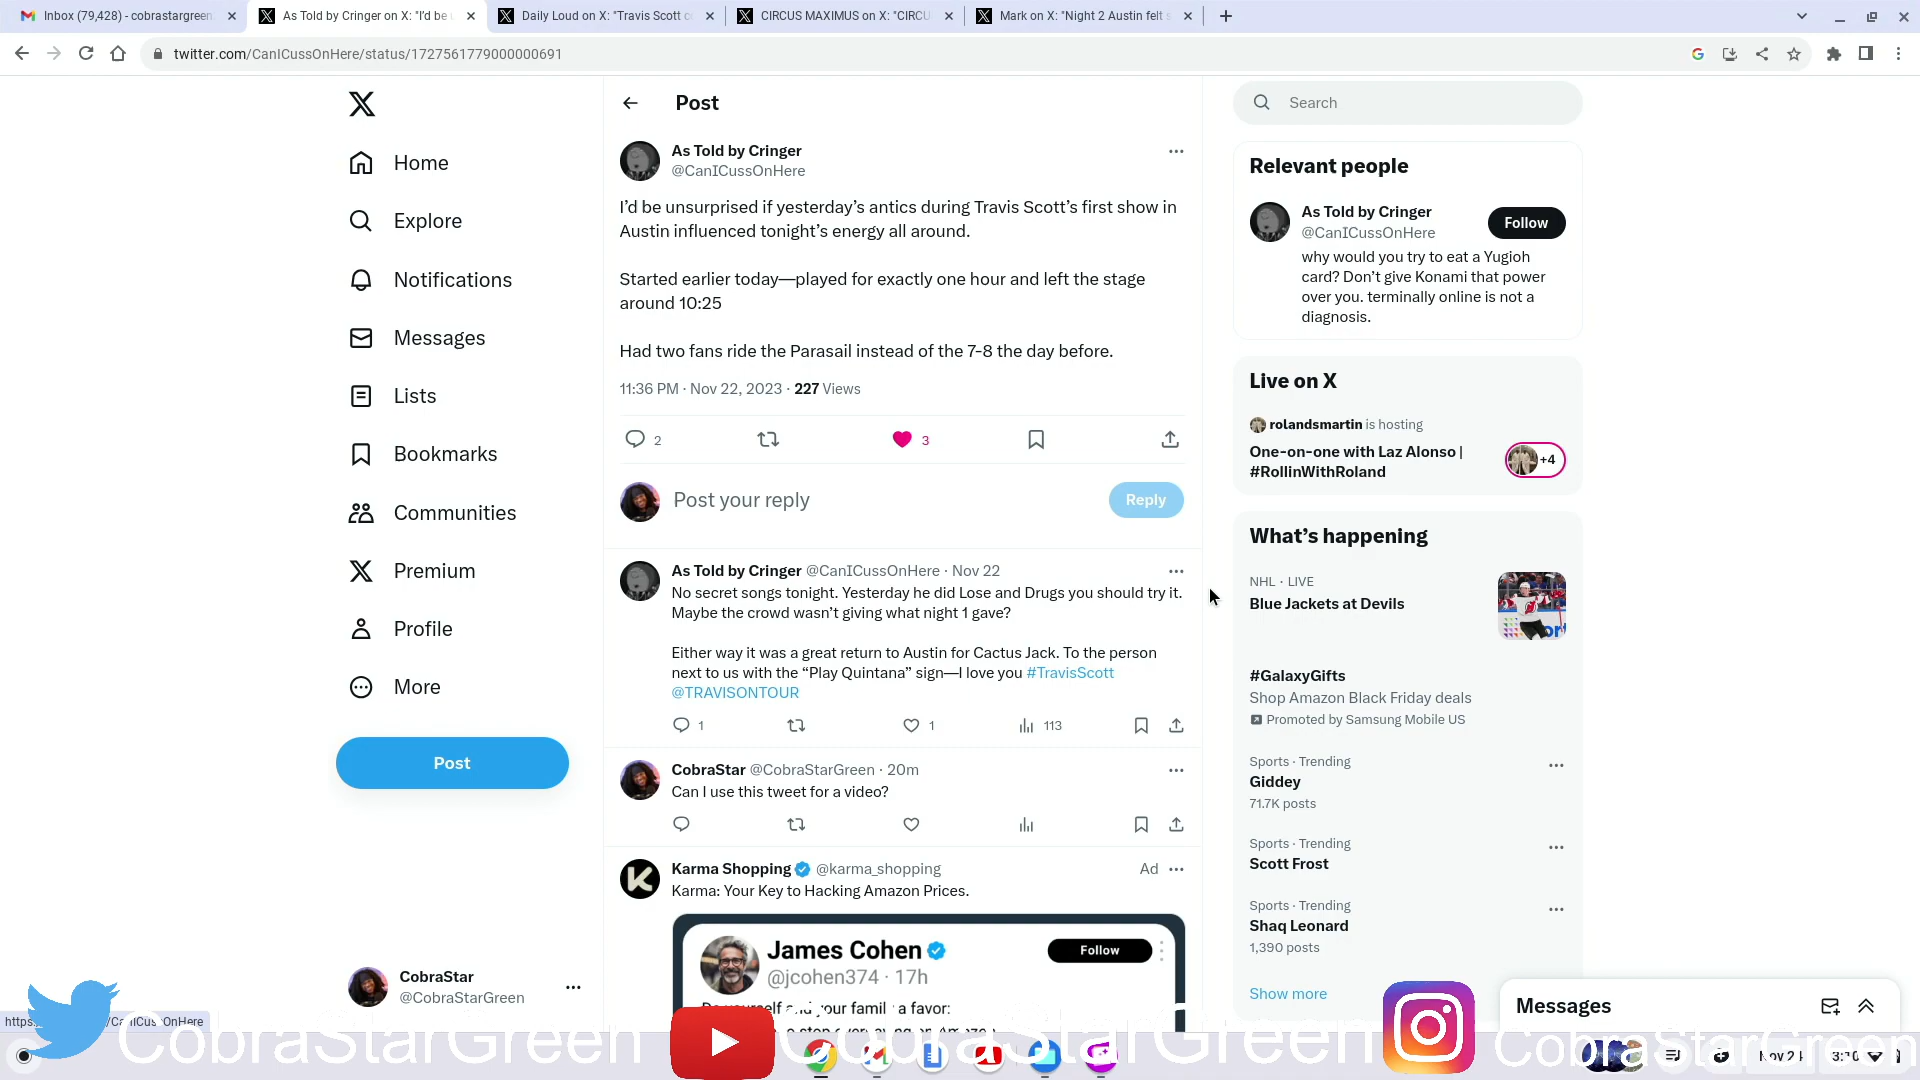 Inbox (79,428) - cobrastargreen
As Told by Cringer on X: "I'd be u
Daily Loud on X: "Travis Scott c
CIRCUS MAXIMUS on X: "CIRCU
Mark on X: "Night 2 Austin felt s
twitter.com/CanICussOnHere/status/1727561779000000691
Home
Explore
Notifications
Messages
Lists
Bookmarks
Communities
Premium
Profile
More
Post
CobraStar
@CobraStarGreen
Post
As Told by Cringer
@CanICussOnHere
I'd be unsurprised if yesterday's antics during Travis Scott's first show in
Austin influenced tonight's energy all around.
Started earlier today—played for exactly one hour and left the stage
around 10:25
Had two fans ride the Parasail instead of the 7-8 the day before.
11:36 PM · Nov 22, 2023 · 227 Views
2 3
Post your reply
Reply
As Told by Cringer @CanICussOnHere · Nov 22
No secret songs tonight. Yesterday he did Lose and Drugs you should try it.
Maybe the crowd wasn't giving what night 1 gave?
Either way it was a great return to Austin for Cactus Jack. To the person
next to us with the “Play Quintana” sign—I love you #TravisScott
@TRAVISONTOUR
1 1 113
CobraStar @CobraStarGreen · 20m
Can I use this tweet for a video?
Karma Shopping @karma_shopping Ad
Karma: Your Key to Hacking Amazon Prices.
James Cohen
@jcohen374 · 17h
Follow
Search
Relevant people
As Told by Cringer
@CanICussOnHere
Follow
why would you try to eat a Yugioh
card? Don't give Konami that power
over you. terminally online is not a
diagnosis.
Live on X
rolandsmartin is hosting
One-on-one with Laz Alonso |
#RollinWithRoland
+4
What's happening
NHL · LIVE
Blue Jackets at Devils
#GalaxyGifts
Shop Amazon Black Friday deals
Promoted by Samsung Mobile US
Sports · Trending
Giddey
71.7K posts
Sports · Trending
Scott Frost
Sports · Trending
Shaq Leonard
1,390 posts
Show more
Messages
CobraStarGreen
CobraStarGreen
CobraStarGreen
Nov 24
3:10